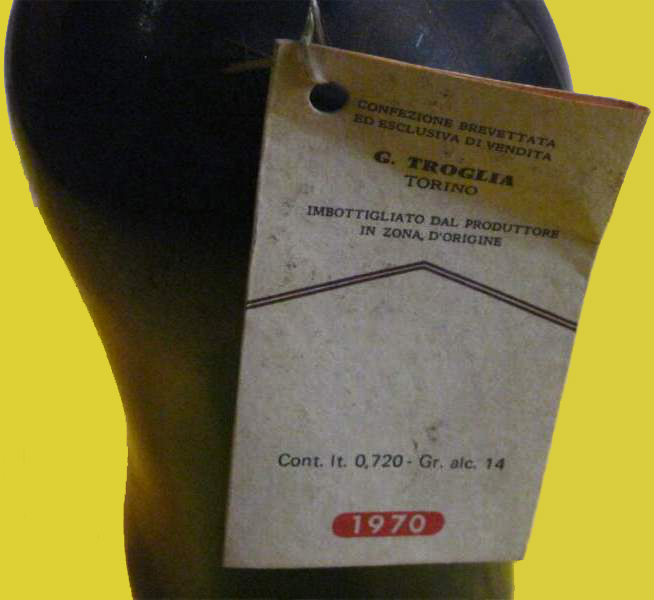 CONFEZIONE BREVETTATA
ED ESCLUSIVA DI VENDITA
G. TROGLIA
TORINO
IMBOTTIGLIATO DAL PRODUTTORE
IN ZONA D'ORIGINE
Cont. lt. 0,720 - Gr. alc. 14
1970